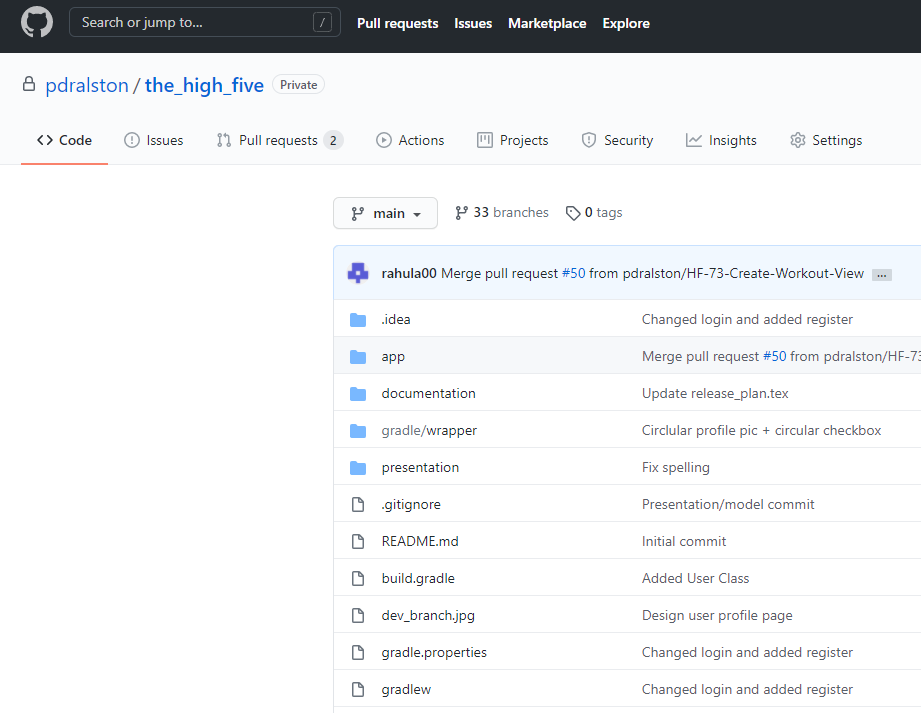 Search or jump to... / Pull requests Issues Marketplace Explore
pdralston / the_high_five Private
<> Code Issues Pull requests 2 Actions Projects Security Insights Settings
main 33 branches 0 tags
rahula00 Merge pull request #50 from pdralston/HF-73-Create-Workout-View ...
.idea Changed login and added register
app Merge pull request #50 from pdralston/HF-73
documentation Update release_plan.tex
gradle/wrapper Circlular profile pic + circular checkbox
presentation Fix spelling
.gitignore Presentation/model commit
README.md Initial commit
build.gradle Added User Class
dev_branch.jpg Design user profile page
gradle.properties Changed login and added register
gradlew Changed login and added register